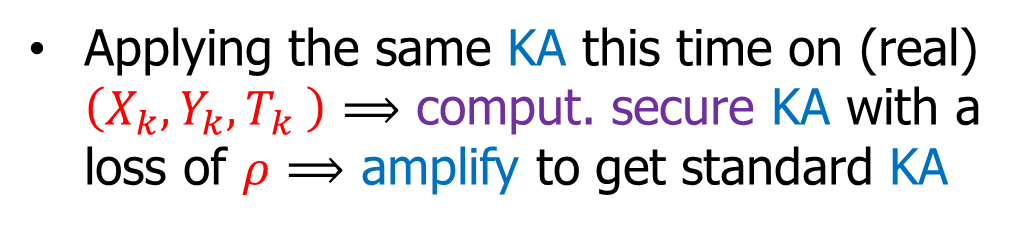 • Applying the same KA this time on (real)
(Xₖ, Yₖ, Tₖ ) ⟹ comput. secure KA with a
loss of ρ ⟹ amplify to get standard KA